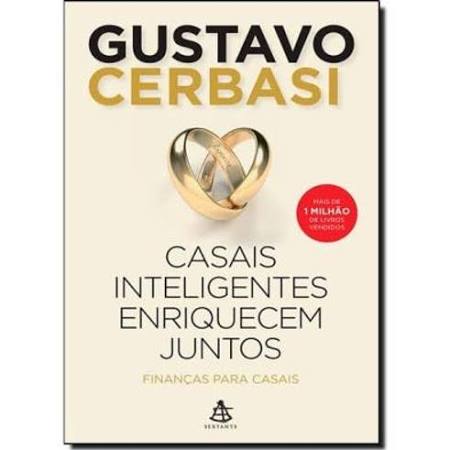 GUSTAVO
CERBASI
MAIS DE
1 MILHÃO
DE LIVROS
VENDIDOS
CASAIS
INTELIGENTES
ENRIQUECEM
JUNTOS
FINANÇAS PARA CASAIS
SEXTANTE